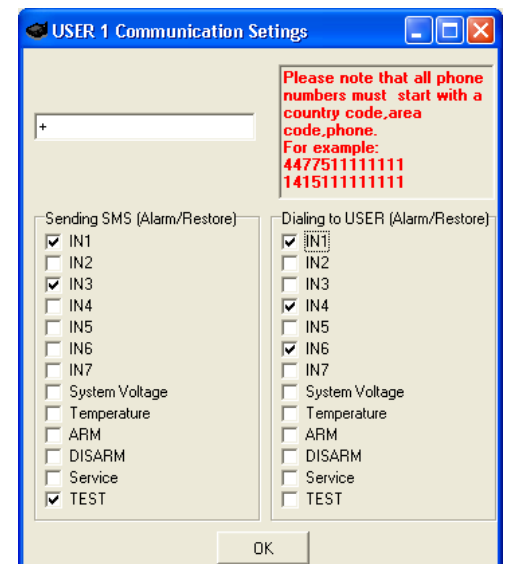 USER 1 Communication Setings
Please note that all phone
numbers must start with a
country code,area
code,phone.
For example:
4477511111111
1415111111111
+
Sending SMS (Alarm/Restore)
IN1
IN2
IN3
IN4
IN5
IN6
IN7
System Voltage
Temperature
ARM
DISARM
Service
TEST
Dialing to USER (Alarm/Restore)
IN1
IN2
IN3
IN4
IN5
IN6
IN7
System Voltage
Temperature
ARM
DISARM
Service
TEST
OK